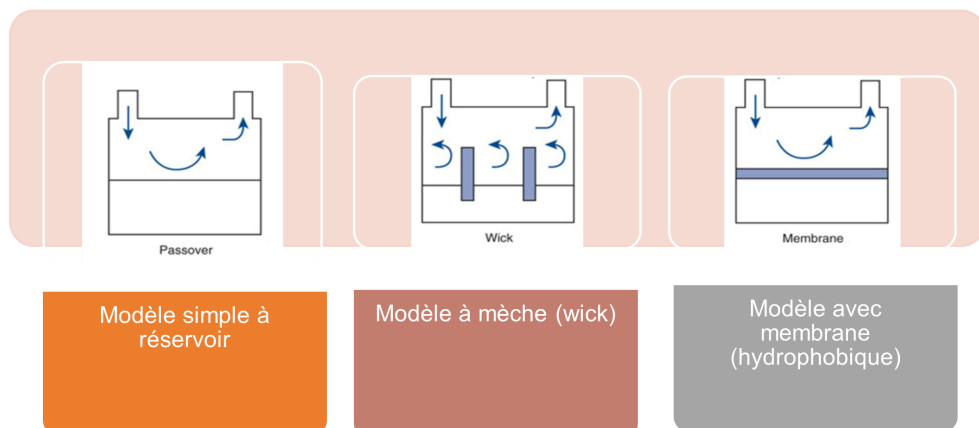 Passover
Wick
Membrane
Modèle simple à
réservoir
Modèle à mèche (wick)
Modèle avec
membrane
(hydrophobique)